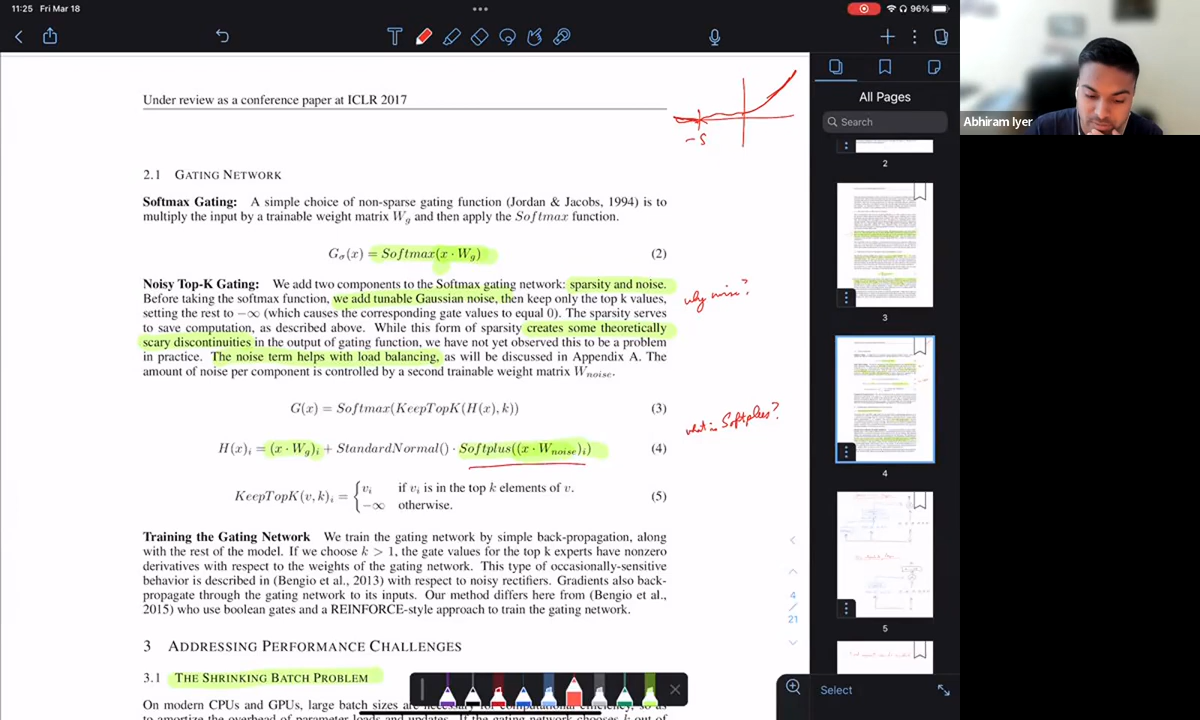 11:25 Fri Mar 18
96%
Under review as a conference paper at ICLR 2017
-5
2.1 GATING NETWORK
Softmax Gating: A simple choice of non-sparse gating function (Jordan & Jacobs, 1994) is to
multiply the input by a trainable weight matrix W_g and then apply the Softmax function.
G_σ(x) = Softmax(x · W_g) (2)
Noisy Top-K Gating: We add two components to the Softmax gating network: sparsity and noise.
Before taking the softmax function, we add tunable Gaussian noise, then keep only the top k values,
setting the rest to −∞ (which causes the corresponding gate values to equal 0). The sparsity serves
to save computation, as described above. While this form of sparsity creates some theoretically
scary discontinuities in the output of gating function, we have not yet observed this to be a problem
in practice. The noise term helps with load balancing, as will be discussed in Appendix A. The
amount of noise per component is controlled by a second trainable weight matrix W_noise.
why noise?
G(x) = Softmax(KeepTopK(H(x), k)) (3)
what is Softplus?
H(x)_i = (x · W_g)_i + StandardNormal() · Softplus((x · W_noise)_i) (4)
KeepTopK(v, k)_i = { v_i if v_i is in the top k elements of v. (5)
−∞ otherwise.
Training the Gating Network We train the gating network by simple back-propagation, along
with the rest of the model. If we choose k > 1, the gate values for the top k experts have nonzero
derivatives with respect to the weights of the gating network. This type of occasionally-sensitive
behavior is described in (Bengio et al., 2013) with respect to noisy rectifiers. Gradients also back-
propagate through the gating network to its inputs. Our method differs here from (Bengio et al.,
2015) who use boolean gates and a REINFORCE-style approach to train the gating network.
3 ADDRESSING PERFORMANCE CHALLENGES
3.1 THE SHRINKING BATCH PROBLEM
On modern CPUs and GPUs, large batch sizes are necessary for computational efficiency, so as
4
/
21
All Pages
Search
2
3
4
5
Select
Abhiram Iyer